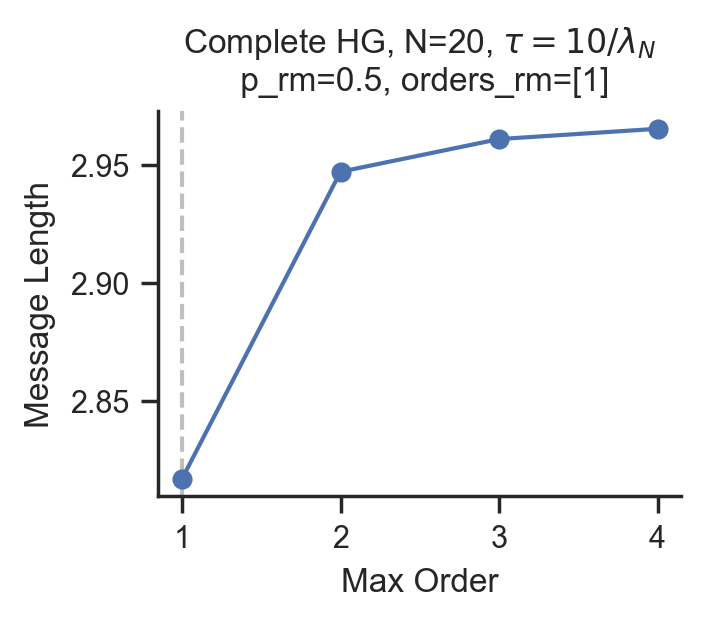 Complete HG, N=20, τ = 10/λ_N
p_rm=0.5, orders_rm=[1]
Message Length
2.95
2.90
2.85
1 2 3 4
Max Order